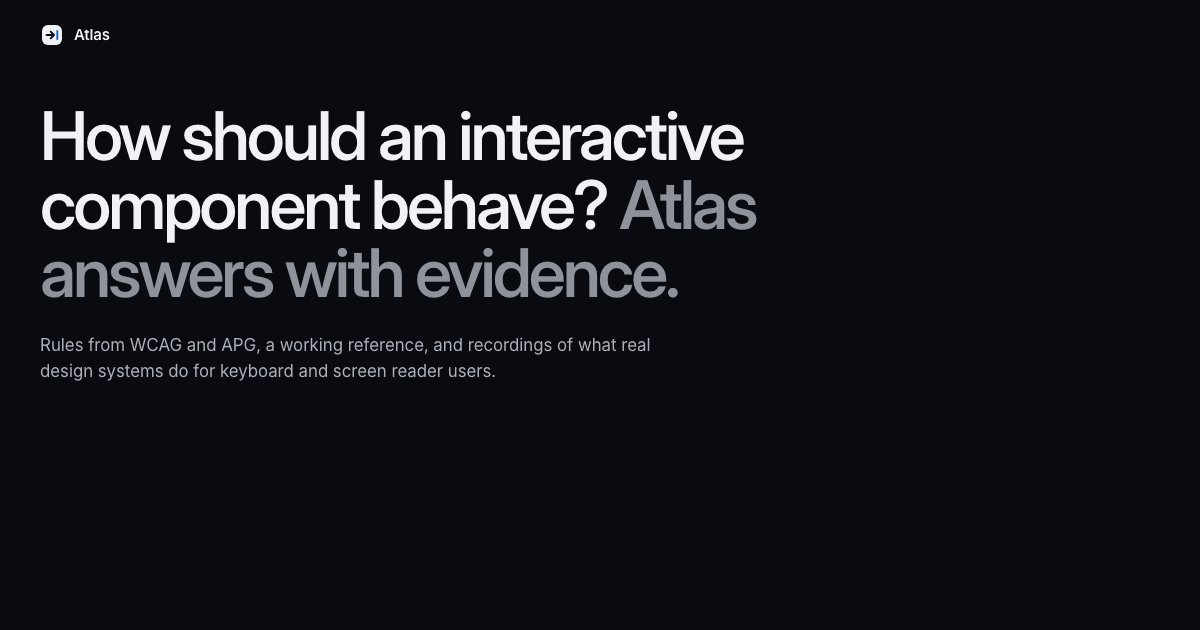 Atlas
How should an interactive
component behave? Atlas
answers with evidence.
Rules from WCAG and APG, a working reference, and recordings of what real
design systems do for keyboard and screen reader users.